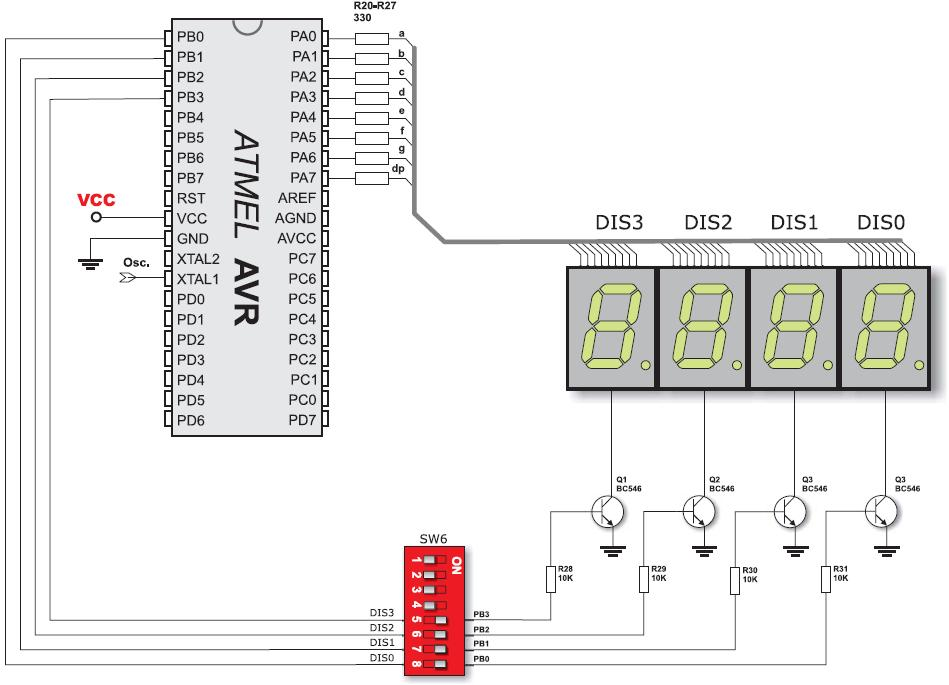 R20-R27
330
PB0
PB1
PB2
PB3
PB4
PB5
PB6
PB7
RST
VCC
GND
XTAL2
XTAL1
PD0
PD1
PD2
PD3
PD4
PD5
PD6
ATMEL AVR
PA0
PA1
PA2
PA3
PA4
PA5
PA6
PA7
AREF
AGND
AVCC
PC7
PC6
PC5
PC4
PC3
PC2
PC1
PC0
PD7
a
b
c
d
e
f
g
dp
VCC
Osc.
DIS3
DIS2
DIS1
DIS0
Q1
BC546
Q2
BC546
Q3
BC546
Q3
BC546
R28
10K
R29
10K
R30
10K
R31
10K
SW6
ON
1
2
3
4
5
6
7
8
DIS3
DIS2
DIS1
DIS0
PB3
PB2
PB1
PB0